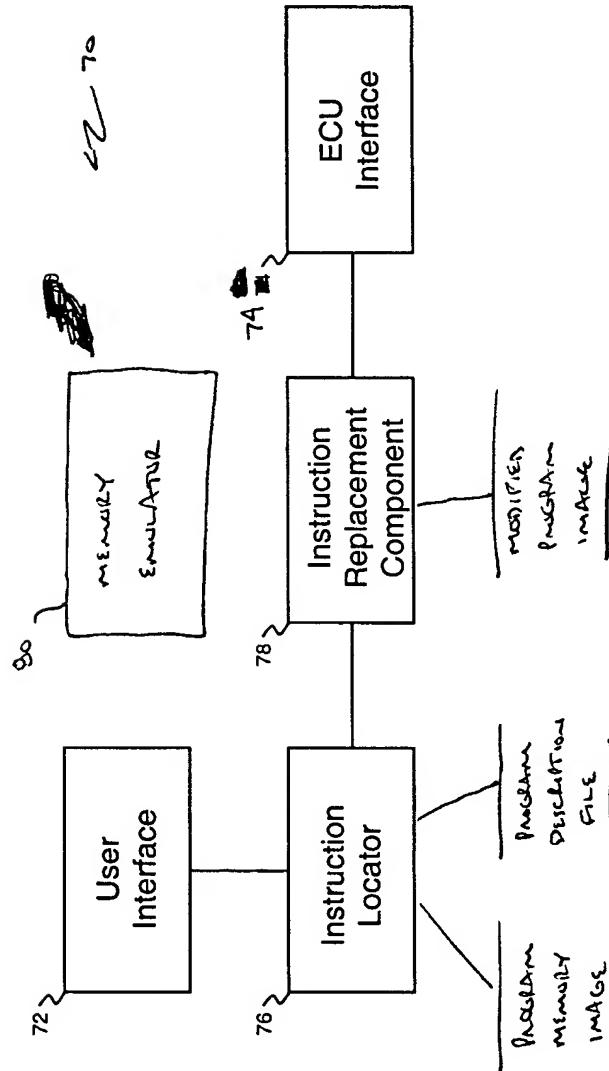 70
80
MEMORY
EMULATOR
72
User
Interface
74
ECU
Interface
76
Instruction
Locator
78
Instruction
Replacement
Component
PROGRAM
MEMORY
IMAGE
PROGRAM
DESCRIPTION
FILE
MODIFIED
PROGRAM
IMAGE